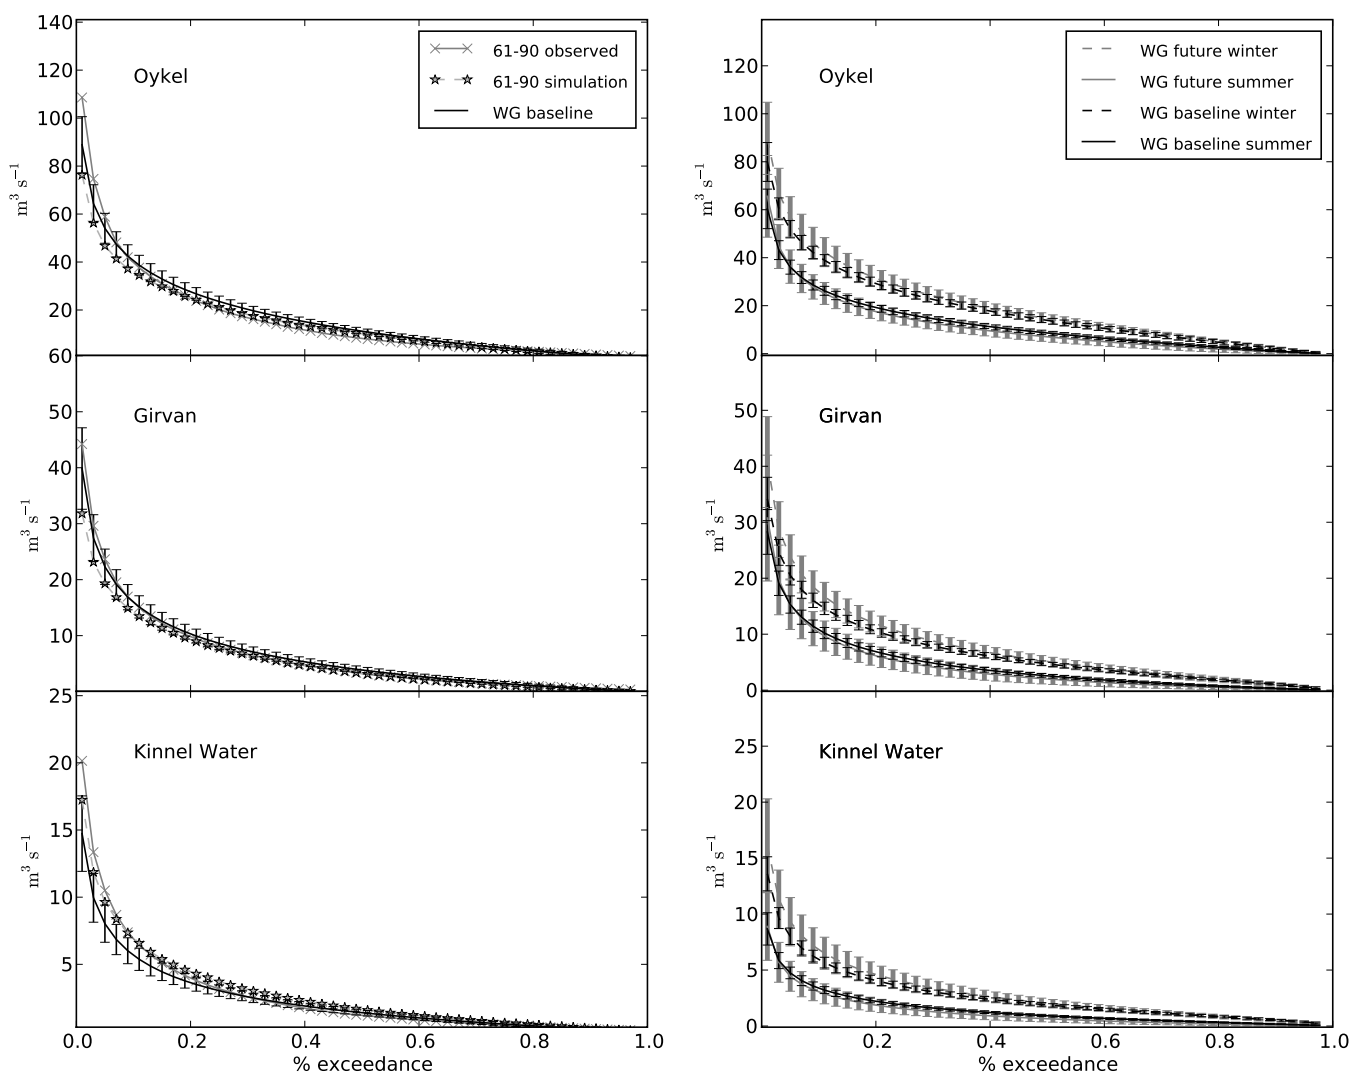 140
120
100
80
60
40
20
m³ s⁻¹
Oykel
61-90 observed
61-90 simulation
WG baseline
60
50
40
30
20
10
m³ s⁻¹
Girvan
25
20
15
10
5
m³ s⁻¹
Kinnel Water
0.0 0.2 0.4 0.6 0.8 1.0
% exceedance
120
100
80
60
40
20
0
m³ s⁻¹
Oykel
WG future winter
WG future summer
WG baseline winter
WG baseline summer
50
40
30
20
10
0
m³ s⁻¹
Girvan
25
20
15
10
5
0
m³ s⁻¹
Kinnel Water
0.2 0.4 0.6 0.8 1.0
% exceedance